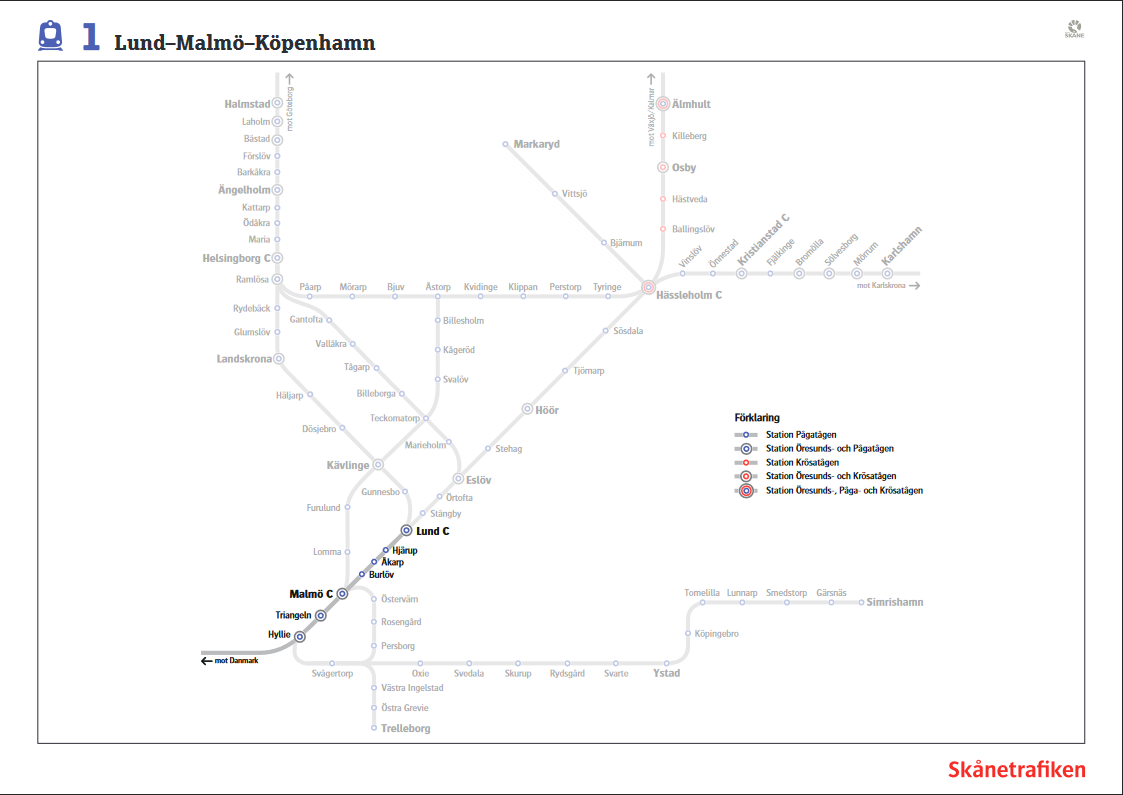 1 Lund–Malmö–Köpenhamn
SKÅNE
Halmstad
mot Göteborg
Laholm
Båstad
Förslöv
Barkåkra
Ängelholm
Kattarp
Ödåkra
Maria
Helsingborg C
Ramlösa
Rydebäck
Glumslöv
Landskrona
Häljarp
Dösjebro
Kävlinge
Gunnesbo
Furulund
Lomma
Påarp
Mörarp
Bjuv
Åstorp
Kvidinge
Klippan
Perstorp
Tyringe
Gantofta
Vallåkra
Tågarp
Billeberga
Teckomatorp
Marieholm
Billesholm
Kågeröd
Svalöv
Markaryd
Vittsjö
Bjärnum
mot Växjö/Kalmar
Älmhult
Killeberg
Osby
Hästveda
Ballingslöv
Hässleholm C
Vinslöv
Önnestad
Kristianstad C
Fjälkinge
Bromölla
Sölvesborg
Mörrum
Karlshamn
mot Karlskrona
Sösdala
Tjörnarp
Höör
Stehag
Eslöv
Örtofta
Stångby
Lund C
Hjärup
Åkarp
Burlöv
Malmö C
Triangeln
Hyllie
mot Danmark
Östervärn
Rosengård
Persborg
Svågertorp
Oxie
Svedala
Skurup
Rydsgård
Svarte
Ystad
Köpingebro
Tomelilla
Lunnarp
Smedstorp
Gärsnäs
Simrishamn
Västra Ingelstad
Östra Grevie
Trelleborg
Förklaring
Station Pågatågen
Station Öresunds- och Pågatågen
Station Krösatågen
Station Öresunds- och Krösatågen
Station Öresunds-, Påga- och Krösatågen
Skånetrafiken